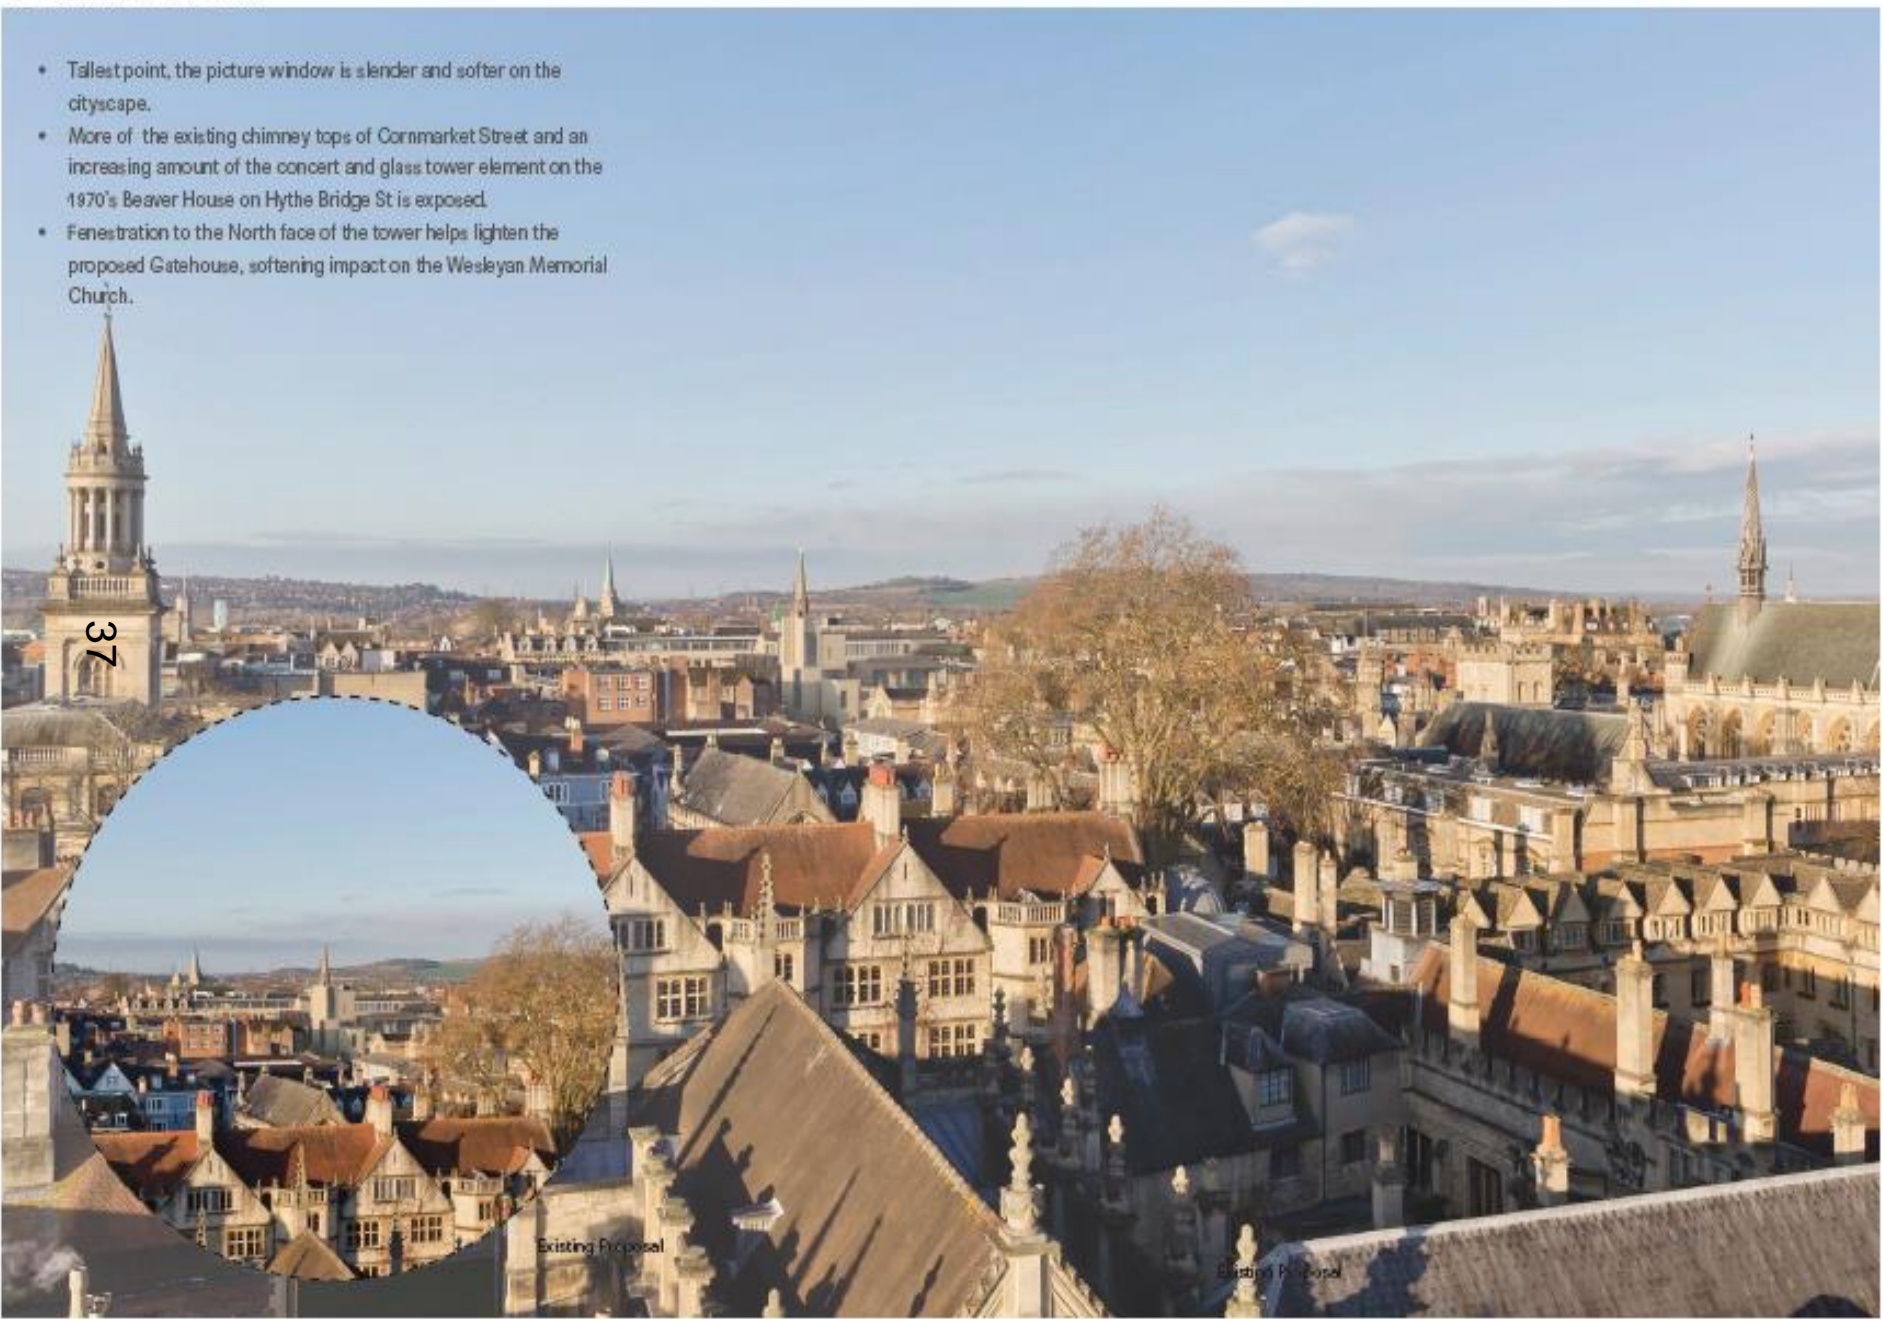 • Tallest point, the picture window is slender and softer on the
cityscape.
• More of the existing chimney tops of Cornmarket Street and an
increasing amount of the concert and glass tower element on the
1970's Beaver House on Hythe Bridge St is exposed.
• Fenestration to the North face of the tower helps lighten the
proposed Gatehouse, softening impact on the Wesleyan Memorial
Church.
37
Existing Proposal
Existing Proposal